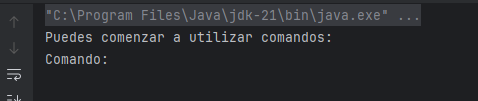 "C:\Program Files\Java\jdk-21\bin\java.exe" ...
Puedes comenzar a utilizar comandos:
Comando: